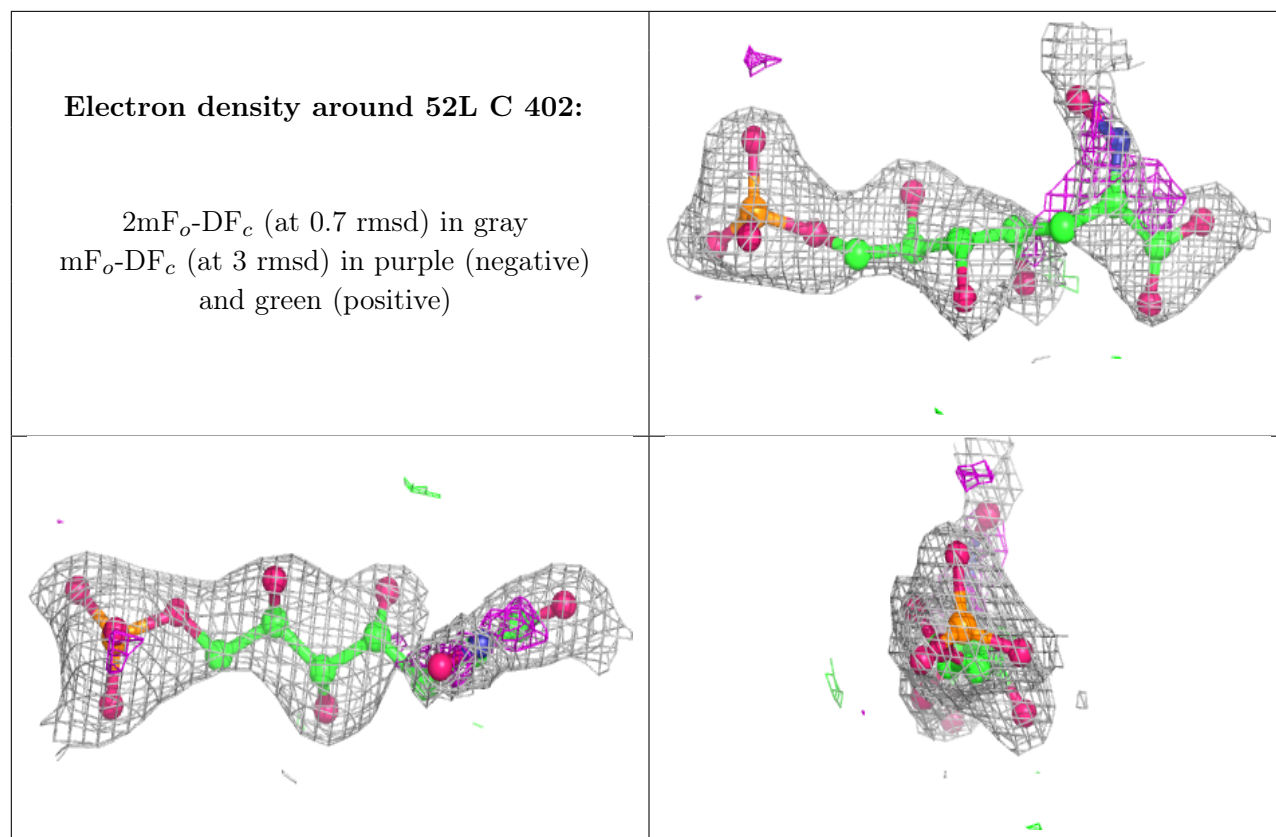 Electron density around 52L C 402:
2mFₒ-DF𝒸 (at 0.7 rmsd) in gray
mFₒ-DF𝒸 (at 3 rmsd) in purple (negative)
and green (positive)